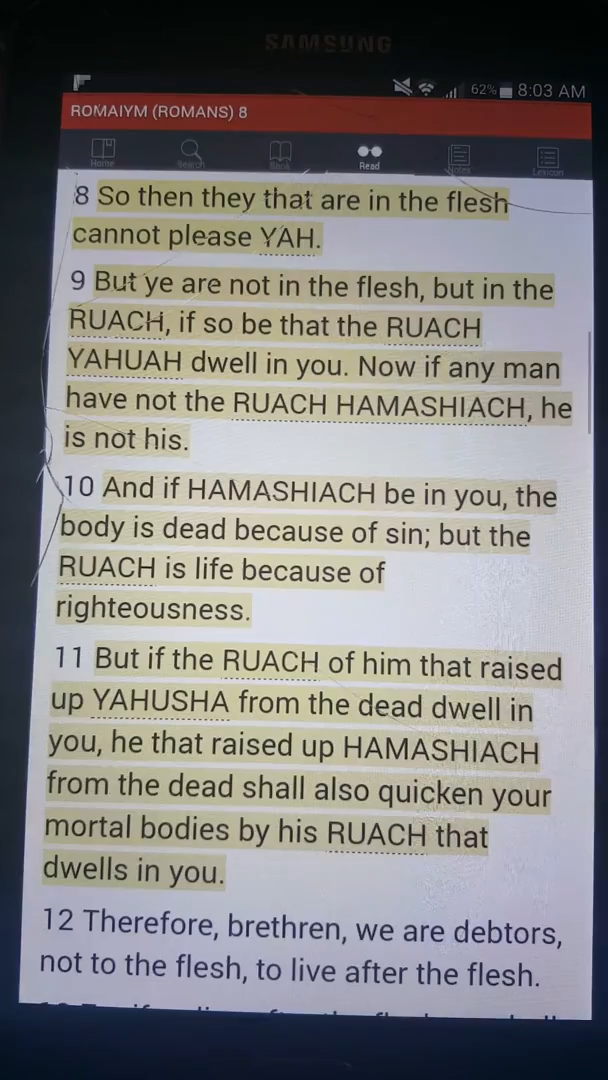 SAMSUNG
62% 8:03 AM
ROMAIYM (ROMANS) 8
Home Search Book Read Notes Lexicon
8 So then they that are in the flesh
cannot please YAH.
9 But ye are not in the flesh, but in the
RUACH, if so be that the RUACH
YAHUAH dwell in you. Now if any man
have not the RUACH HAMASHIACH, he
is not his.
10 And if HAMASHIACH be in you, the
body is dead because of sin; but the
RUACH is life because of
righteousness.
11 But if the RUACH of him that raised
up YAHUSHA from the dead dwell in
you, he that raised up HAMASHIACH
from the dead shall also quicken your
mortal bodies by his RUACH that
dwells in you.
12 Therefore, brethren, we are debtors,
not to the flesh, to live after the flesh.